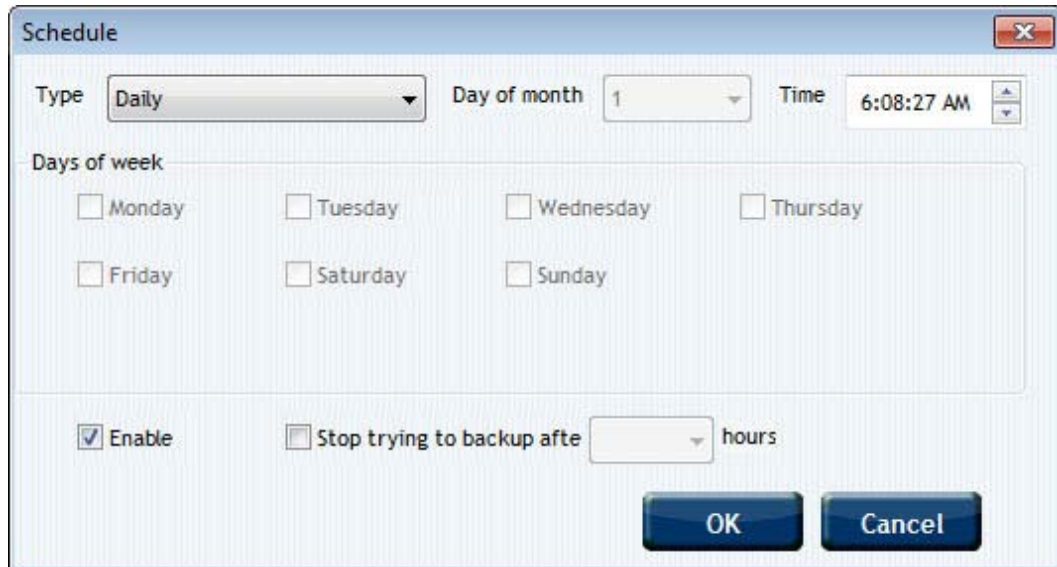 Schedule
Type Daily Day of month 1 Time 6:08:27 AM
Days of week
Monday Tuesday Wednesday Thursday
Friday Saturday Sunday
Enable Stop trying to backup afte hours
OK Cancel